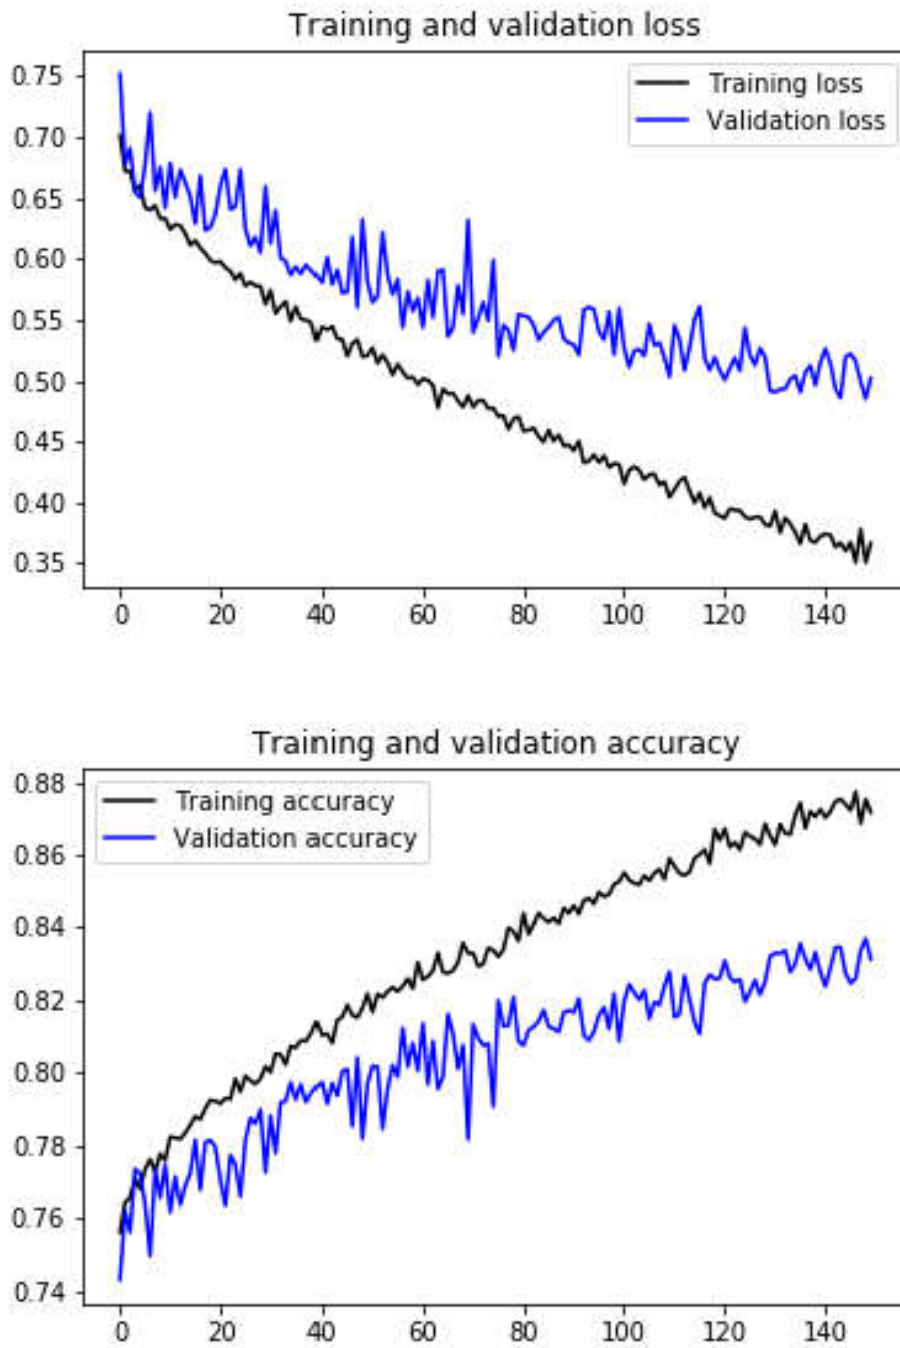 Training and validation loss
0.75
0.70
0.65
0.60
0.55
0.50
0.45
0.40
0.35
Training loss
Validation loss
0 20 40 60 80 100 120 140
Training and validation accuracy
0.88
0.86
0.84
0.82
0.80
0.78
0.76
0.74
Training accuracy
Validation accuracy
0 20 40 60 80 100 120 140